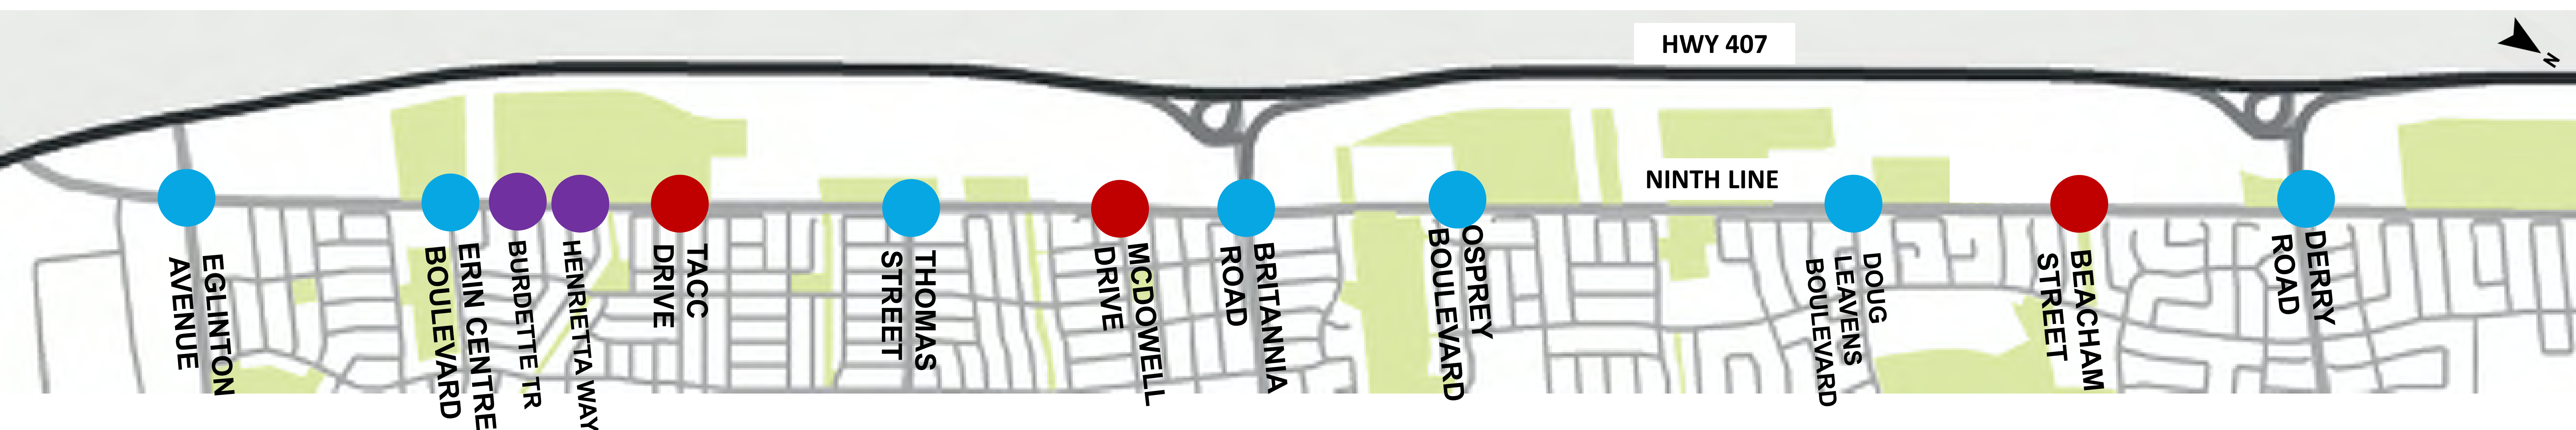 HWY 407
N
NINTH LINE
EGLINTON
AVENUE
ERIN CENTRE
BOULEVARD
BURDETTE TR
HENRIETTA WAY
TACC
DRIVE
THOMAS
STREET
MCDOWELL
DRIVE
BRITANNIA
ROAD
OSPREY
BOULEVARD
DOUG
LEAVENS
BOULEVARD
BEACHAM
STREET
DERRY
ROAD